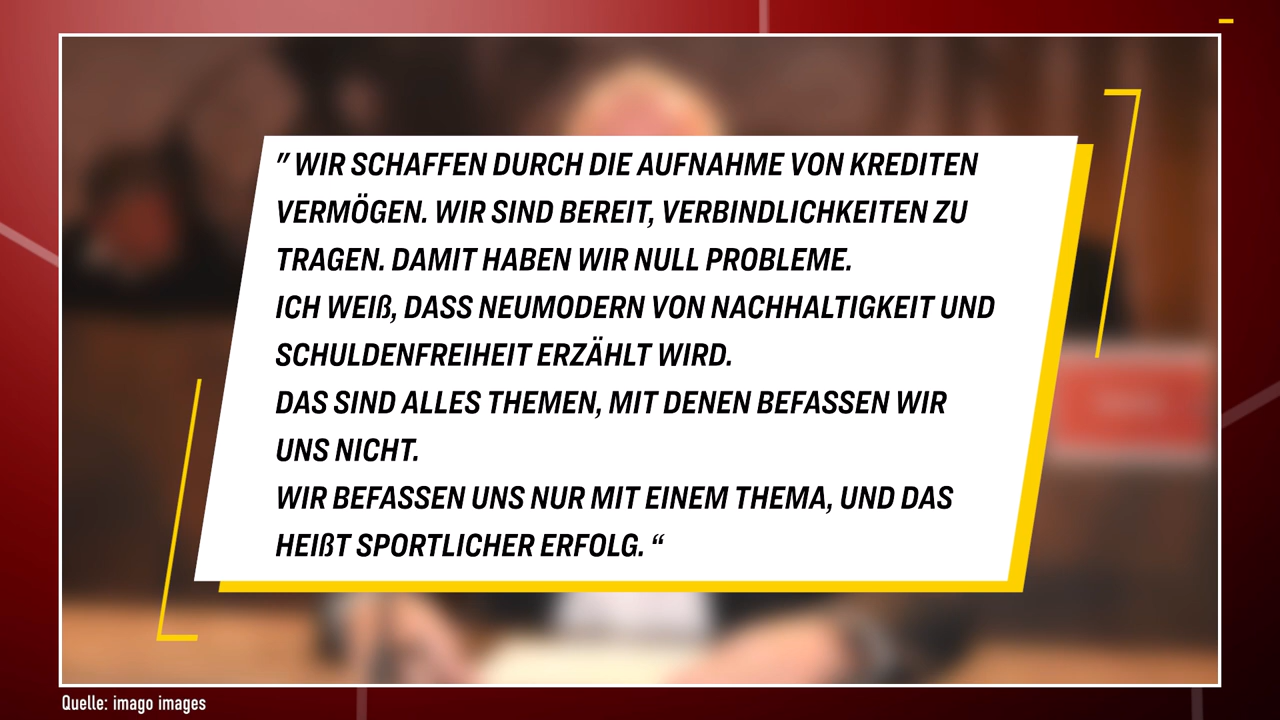 " WIR SCHAFFEN DURCH DIE AUFNAHME VON KREDITEN
VERMÖGEN. WIR SIND BEREIT, VERBINDLICHKEITEN ZU
TRAGEN. DAMIT HABEN WIR NULL PROBLEME.
ICH WEIß, DASS NEUMODERN VON NACHHALTIGKEIT UND
SCHULDENFREIHEIT ERZÄHLT WIRD.
DAS SIND ALLES THEMEN, MIT DENEN BEFASSEN WIR
UNS NICHT.
WIR BEFASSEN UNS NUR MIT EINEM THEMA, UND DAS
HEIßT SPORTLICHER ERFOLG. “
Quelle: imago images